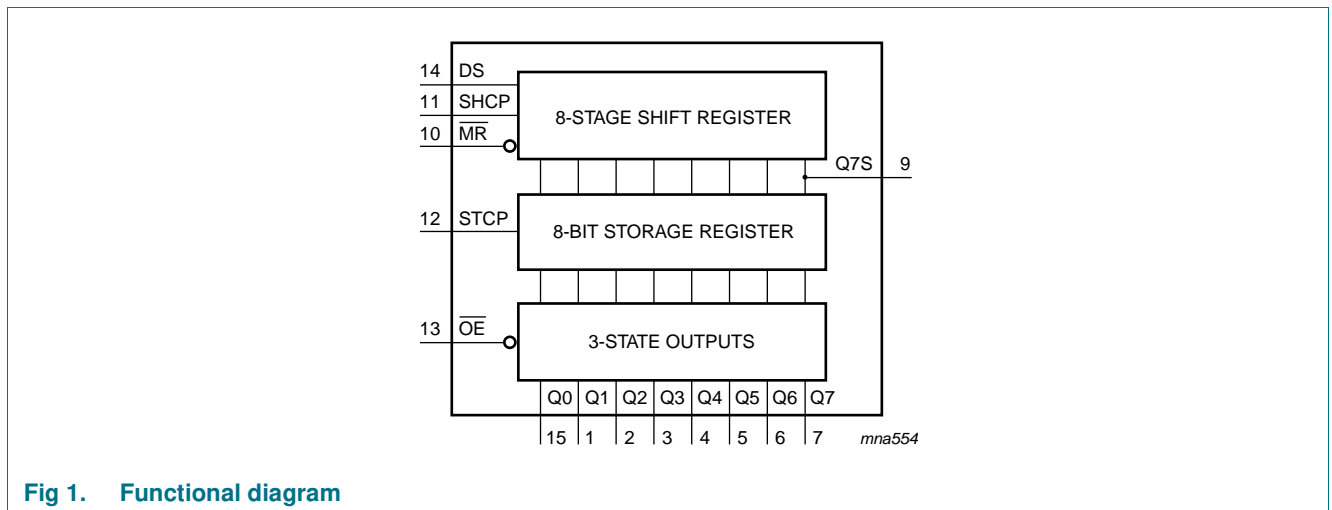 14 DS
11 SHCP
8-STAGE SHIFT REGISTER
10 M̅R̅
Q7S 9
12 STCP
8-BIT STORAGE REGISTER
13 O̅E̅
3-STATE OUTPUTS
Q0 Q1 Q2 Q3 Q4 Q5 Q6 Q7
15 1 2 3 4 5 6 7 mna554
Fig 1. Functional diagram